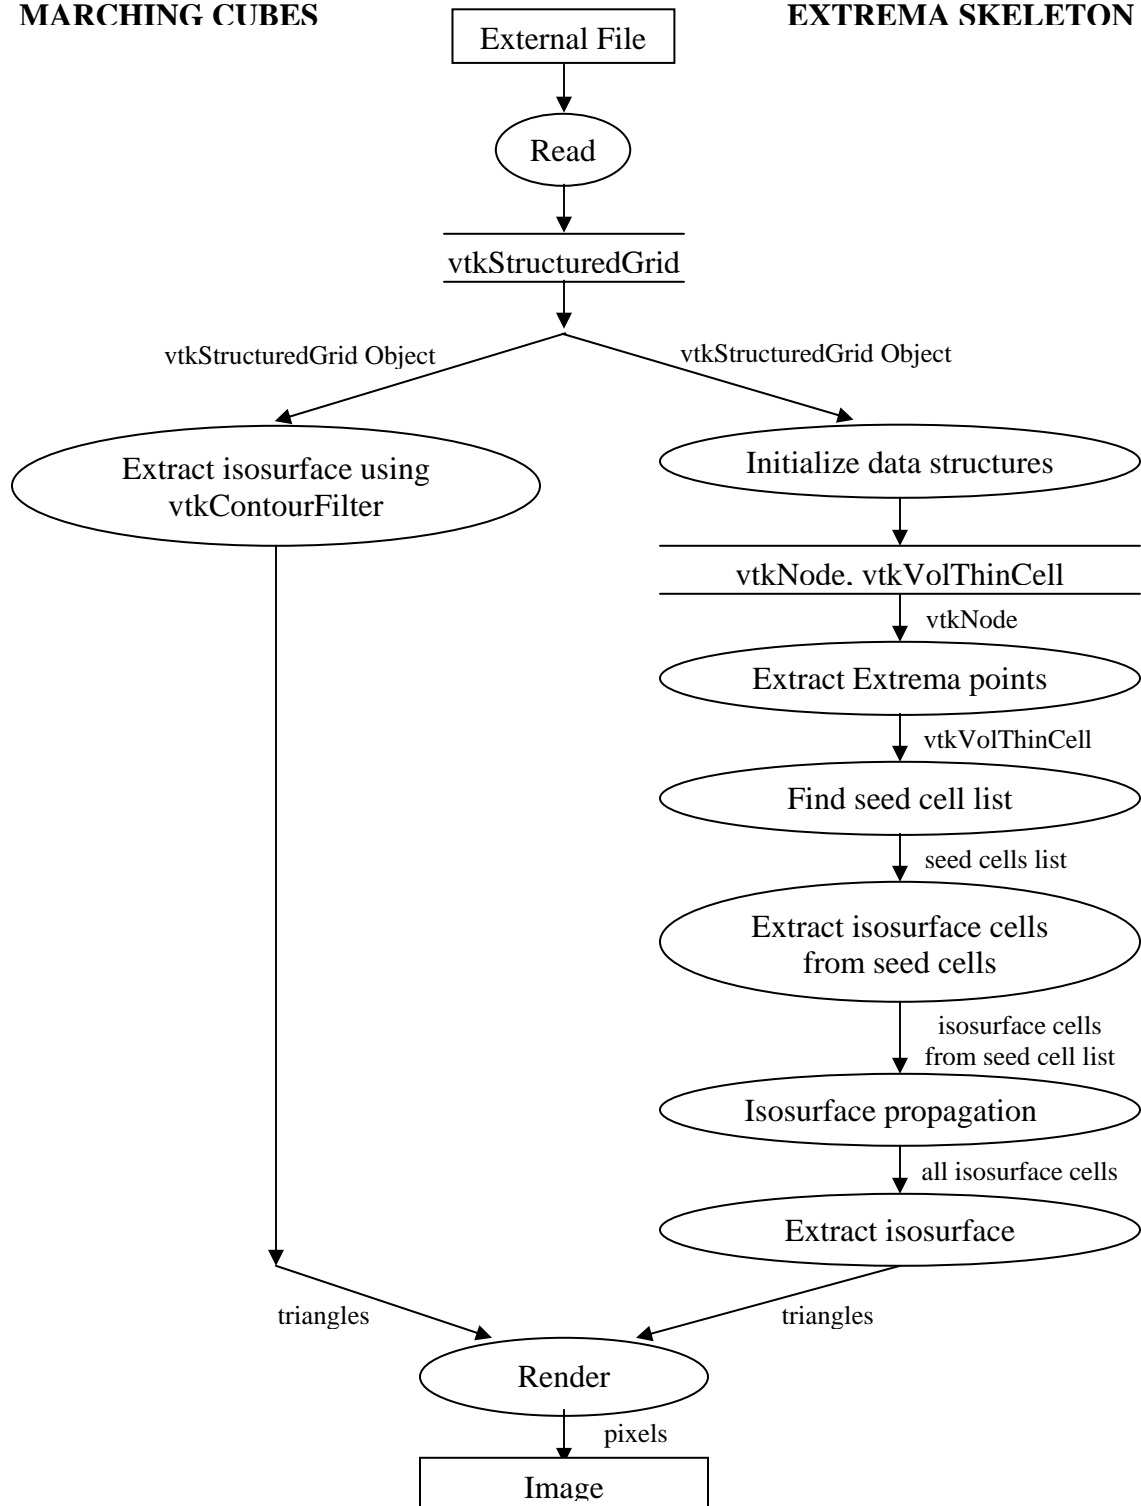 MARCHING CUBES
EXTREMA SKELETON
External File
Read
vtkStructuredGrid
vtkStructuredGrid Object
vtkStructuredGrid Object
Extract isosurface using
vtkContourFilter
Initialize data structures
vtkNode, vtkVolThinCell
vtkNode
Extract Extrema points
vtkVolThinCell
Find seed cell list
seed cells list
Extract isosurface cells
from seed cells
isosurface cells
from seed cell list
Isosurface propagation
all isosurface cells
Extract isosurface
triangles
triangles
Render
pixels
Image